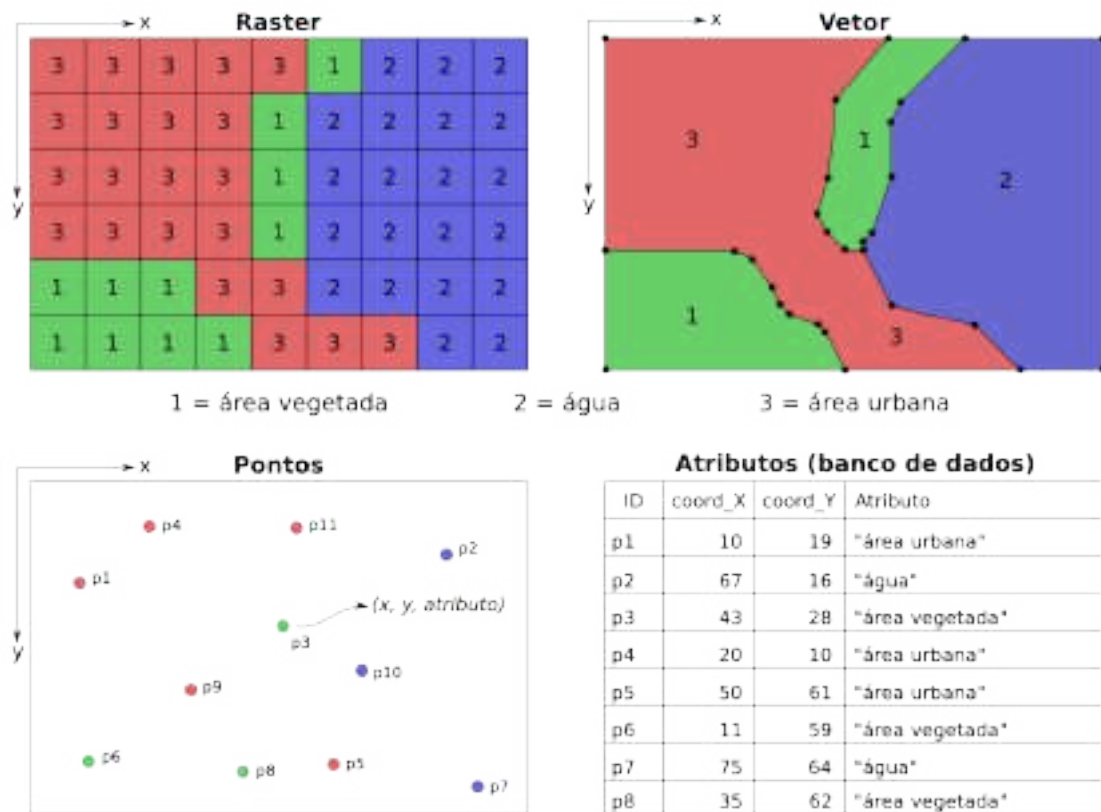 x Raster
3 3 3 3 3 1 2 2 2
3 3 3 3 1 2 2 2 2
3 3 3 3 1 2 2 2 2
y
3 3 3 3 1 2 2 2 2
1 1 1 3 3 2 2 2 2
1 1 1 1 3 3 3 2 2
x Vetor
3
1
2
y
1
3
1 = área vegetada 2 = água 3 = área urbana
x Pontos
p4
p11
p2
p1
(x, y, atributo)
p3
y
p10
p9
p6
p8
p5
p7
Atributos (banco de dados)
ID coord_X coord_Y Atributo
p1 10 19 "área urbana"
p2 67 16 "água"
p3 43 28 "área vegetada"
p4 20 10 "área urbana"
p5 50 61 "área urbana"
p6 11 59 "área vegetada"
p7 75 64 "água"
p8 35 62 "área vegetada"